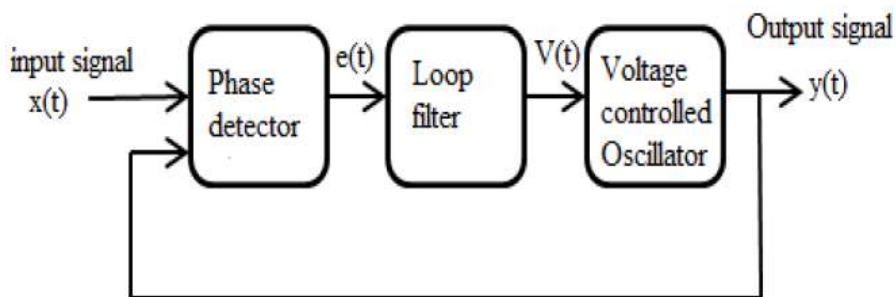 Output signal
input signal
x(t)
Phase
detector
e(t)
Loop
filter
V(t)
Voltage
controlled
Oscillator
y(t)